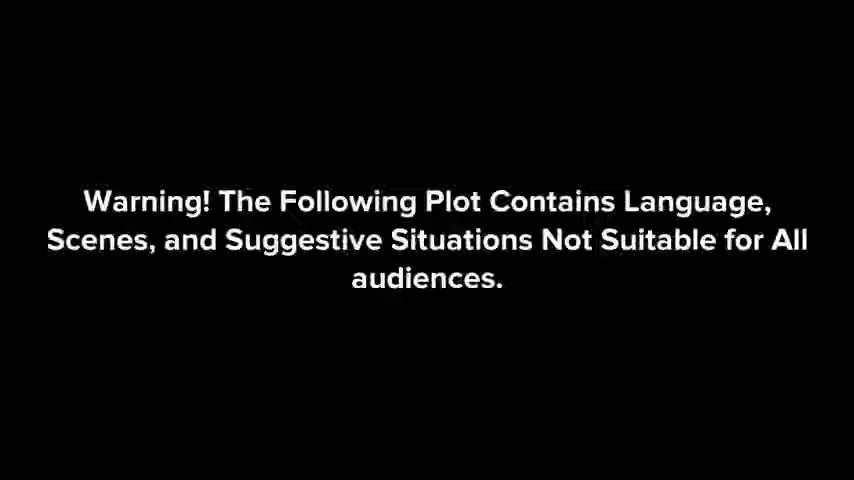 Warning! The Following Plot Contains Language,
Scenes, and Suggestive Situations Not Suitable for All
audiences.